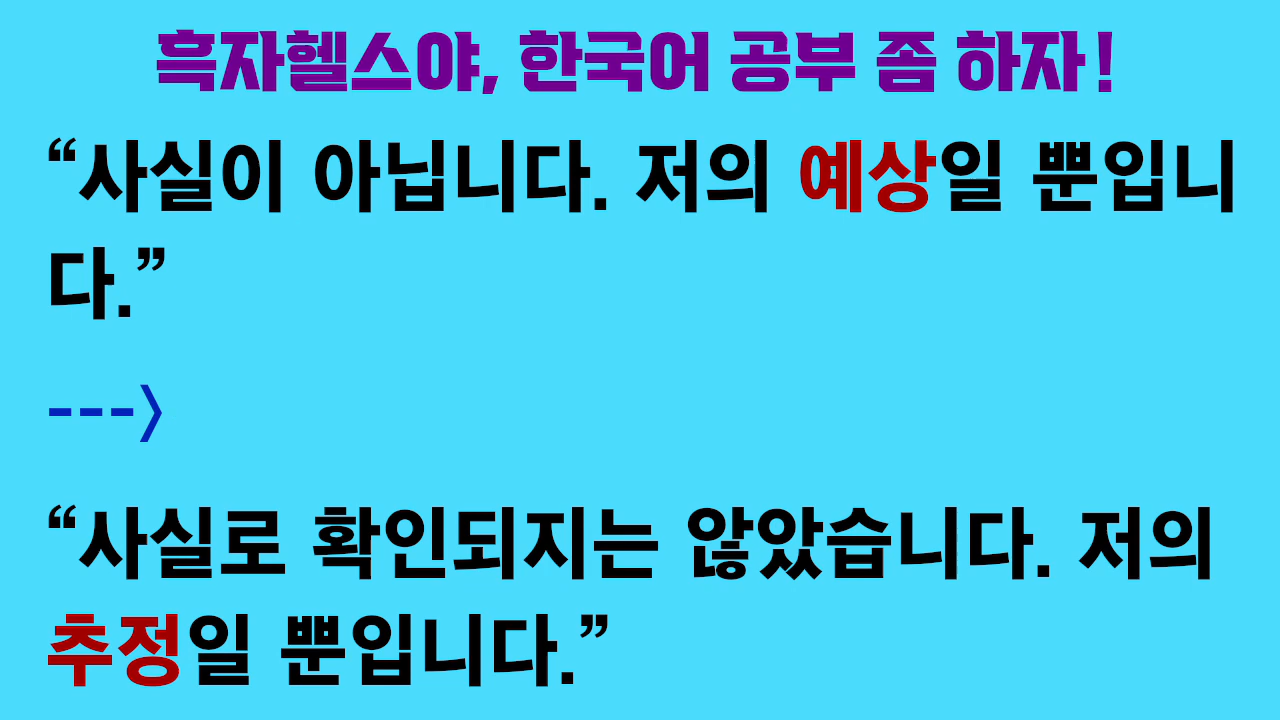 흑자헬스야, 한국어 공부 좀 하자!
“사실이 아닙니다. 저의 예상일 뿐입니
다.”
---〉
“사실로 확인되지는 않았습니다. 저의
추정일 뿐입니다.”